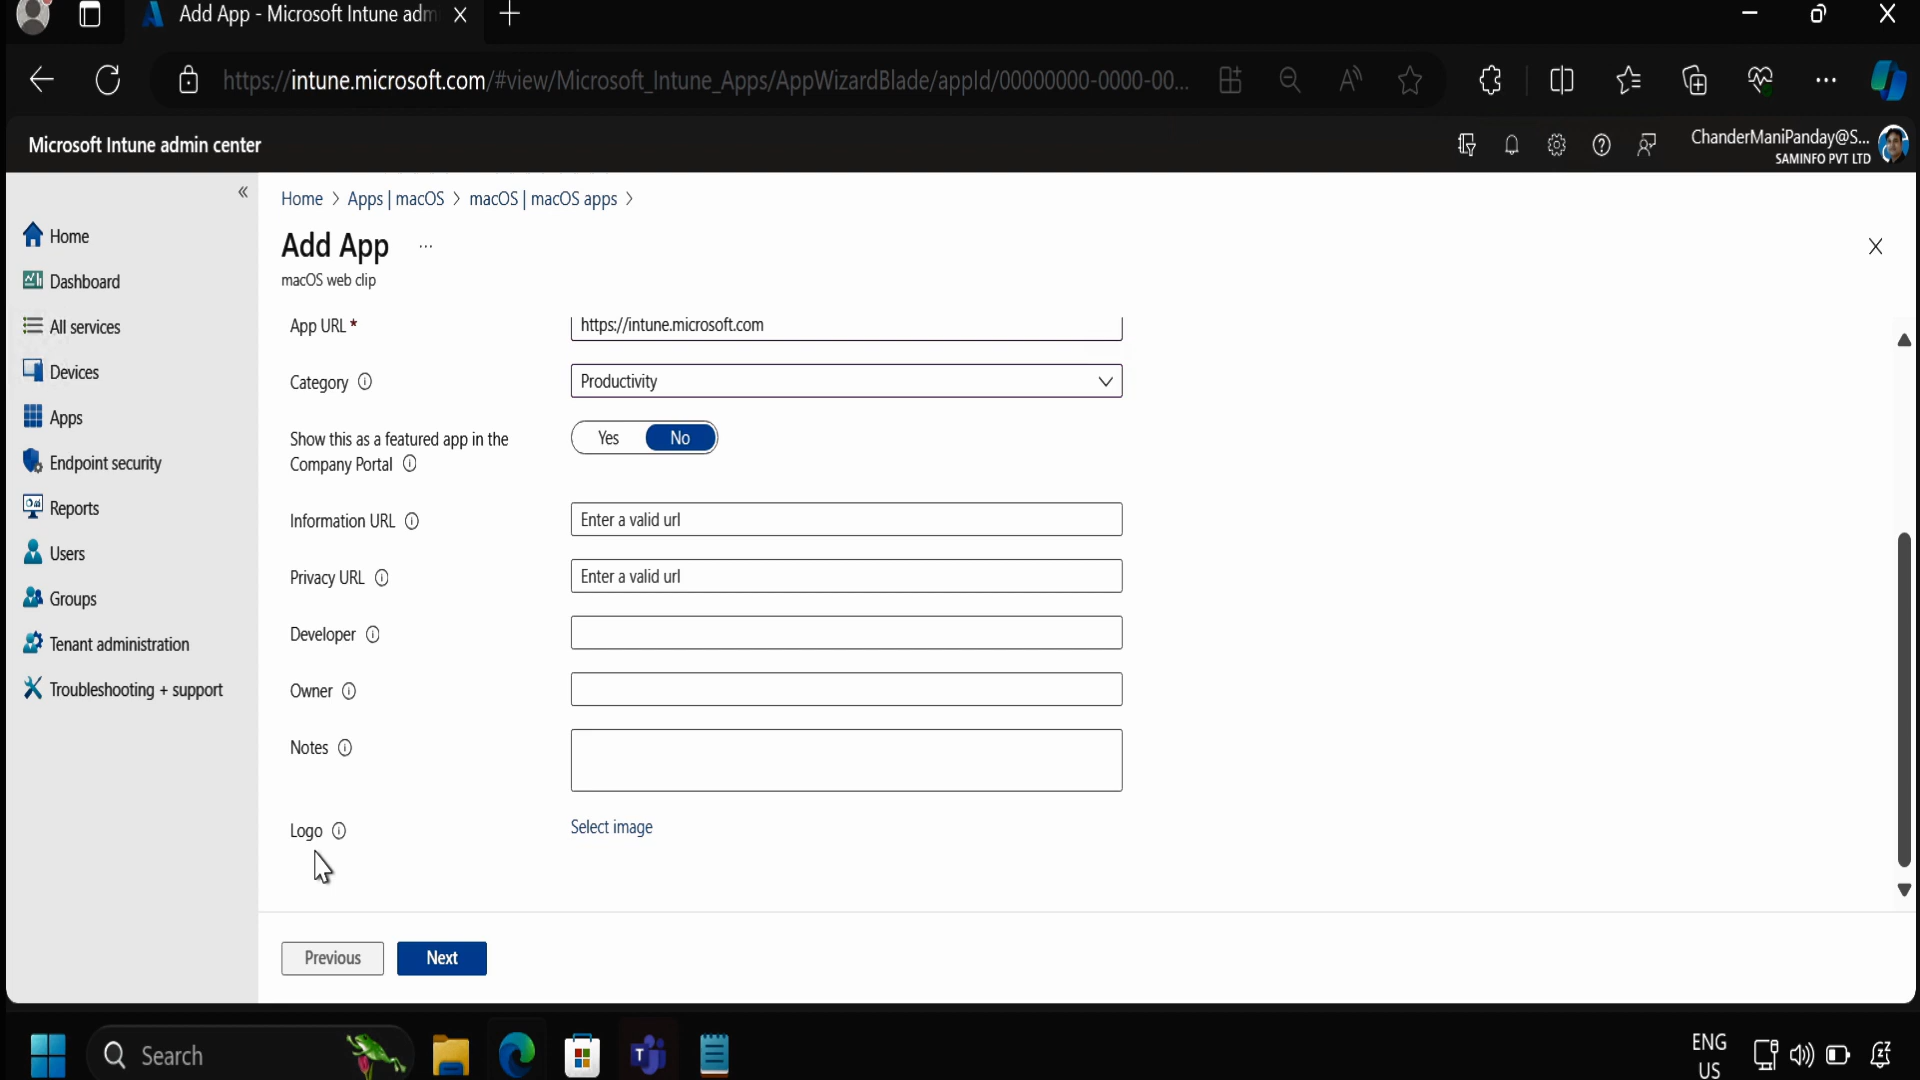 Add App - Microsoft Intune adm
https://intune.microsoft.com/#view/Microsoft_Intune_Apps/AppWizardBlade/appId/00000000-0000-00...
Microsoft Intune admin center
ChanderManiPanday@S...
SAMINFO PVT LTD
Home > Apps | macOS > macOS | macOS apps >
Add App ...
macOS web clip
Home
Dashboard
All services
Devices
Apps
Endpoint security
Reports
Users
Groups
Tenant administration
Troubleshooting + support
App URL *
https://intune.microsoft.com
Category
Productivity
Show this as a featured app in the
Company Portal
Yes No
Information URL
Enter a valid url
Privacy URL
Enter a valid url
Developer
Owner
Notes
Logo
Select image
Previous
Next
Search
ENG
US